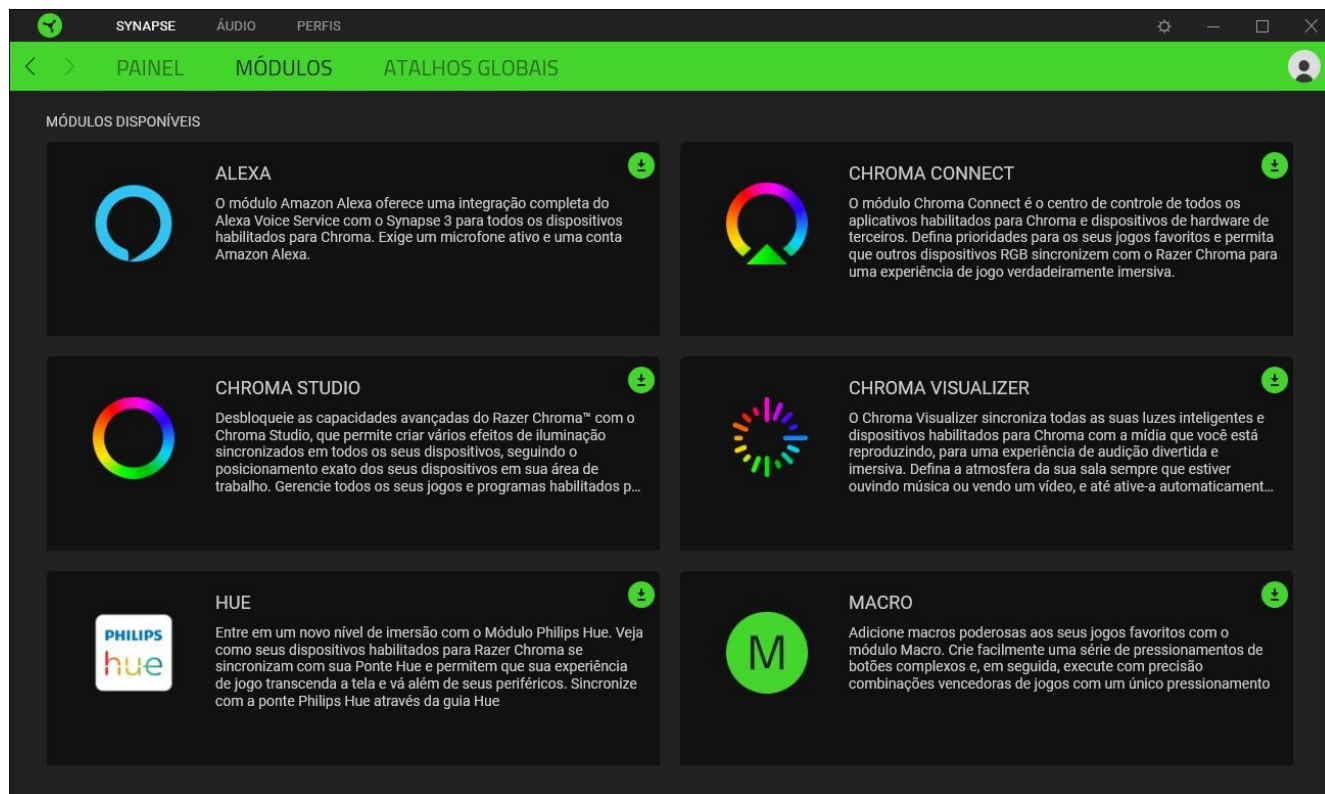 SYNAPSE ÁUDIO PERFIS
PAINEL MÓDULOS ATALHOS GLOBAIS
MÓDULOS DISPONÍVEIS
ALEXA
O módulo Amazon Alexa oferece uma integração completa do
Alexa Voice Service com o Synapse 3 para todos os dispositivos
habilitados para Chroma. Exige um microfone ativo e uma conta
Amazon Alexa.
CHROMA CONNECT
O módulo Chroma Connect é o centro de controle de todos os
aplicativos habilitados para Chroma e dispositivos de hardware de
terceiros. Defina prioridades para os seus jogos favoritos e permita
que outros dispositivos RGB sincronizem com o Razer Chroma para
uma experiência de jogo verdadeiramente imersiva.
CHROMA STUDIO
Desbloqueie as capacidades avançadas do Razer Chroma™ com o
Chroma Studio, que permite criar vários efeitos de iluminação
sincronizados em todos os seus dispositivos, seguindo o
posicionamento exato dos seus dispositivos em sua área de
trabalho. Gerencie todos os seus jogos e programas habilitados p...
CHROMA VISUALIZER
O Chroma Visualizer sincroniza todas as suas luzes inteligentes e
dispositivos habilitados para Chroma com a mídia que você está
reproduzindo, para uma experiência de audição divertida e
imersiva. Defina a atmosfera da sua sala sempre que estiver
ouvindo música ou vendo um vídeo, e até ative-a automaticament...
PHILIPS
hue
HUE
Entre em um novo nível de imersão com o Módulo Philips Hue. Veja
como seus dispositivos habilitados para Razer Chroma se
sincronizam com sua Ponte Hue e permitem que sua experiência
de jogo transcenda a tela e vá além de seus periféricos. Sincronize
com a ponte Philips Hue através da guia Hue
M
MACRO
Adicione macros poderosas aos seus jogos favoritos com o
módulo Macro. Crie facilmente uma série de pressionamentos de
botões complexos e, em seguida, execute com precisão
combinações vencedoras de jogos com um único pressionamento